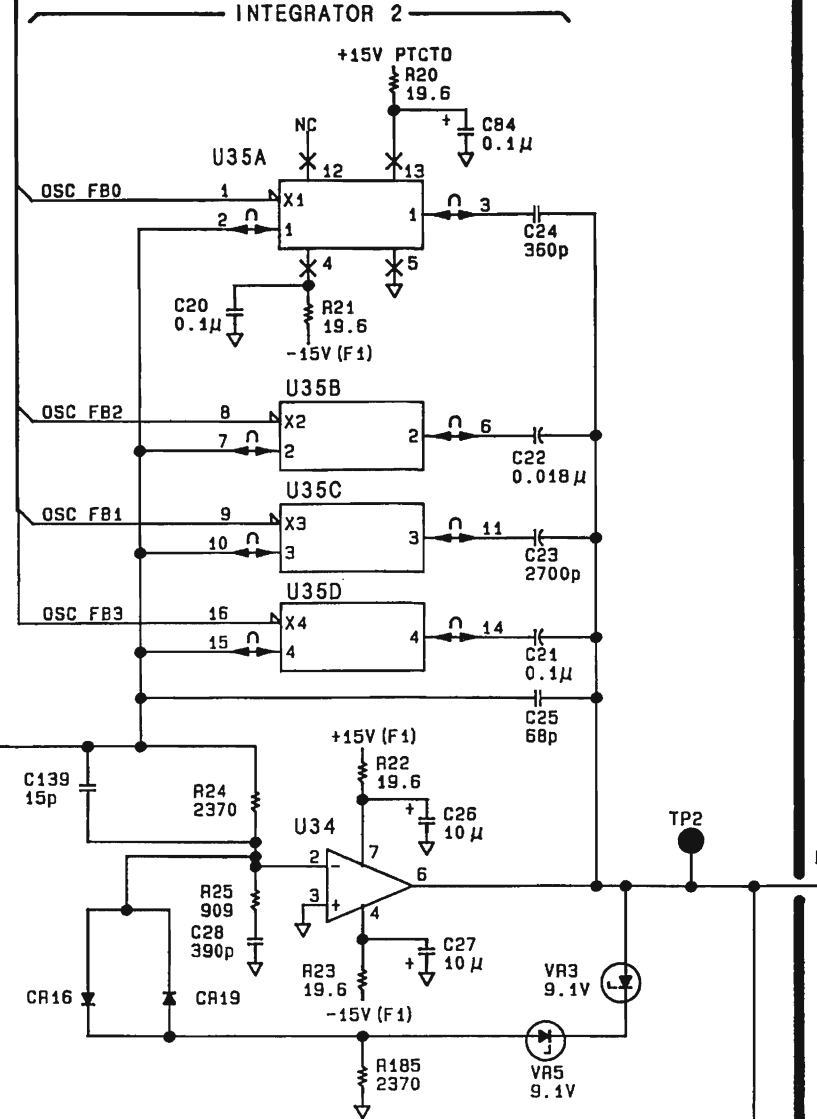 INTEGRATOR 2
+15V PTCTD
R20
19.6
C84
+
0.1μ
NC
U35A
12
13
OSC FB0
1
X1
2
1
1
3
C24
360p
4
5
C20
0.1μ
R21
19.6
-15V(F1)
U35B
OSC FB2
8
X2
7
2
2
6
C22
0.018μ
U35C
OSC FB1
9
X3
10
3
3
11
C23
2700p
U35D
OSC FB3
16
X4
15
4
4
14
C21
0.1μ
C25
68p
+15V(F1)
R22
19.6
C139
15p
R24
2370
+
C26
10μ
U34
TP2
7
2
-
6
3
+
4
R25
909
C28
390p
C27
+
10μ
R23
19.6
-15V(F1)
VR3
9.1V
CR16
CR19
VR5
9.1V
R185
2370